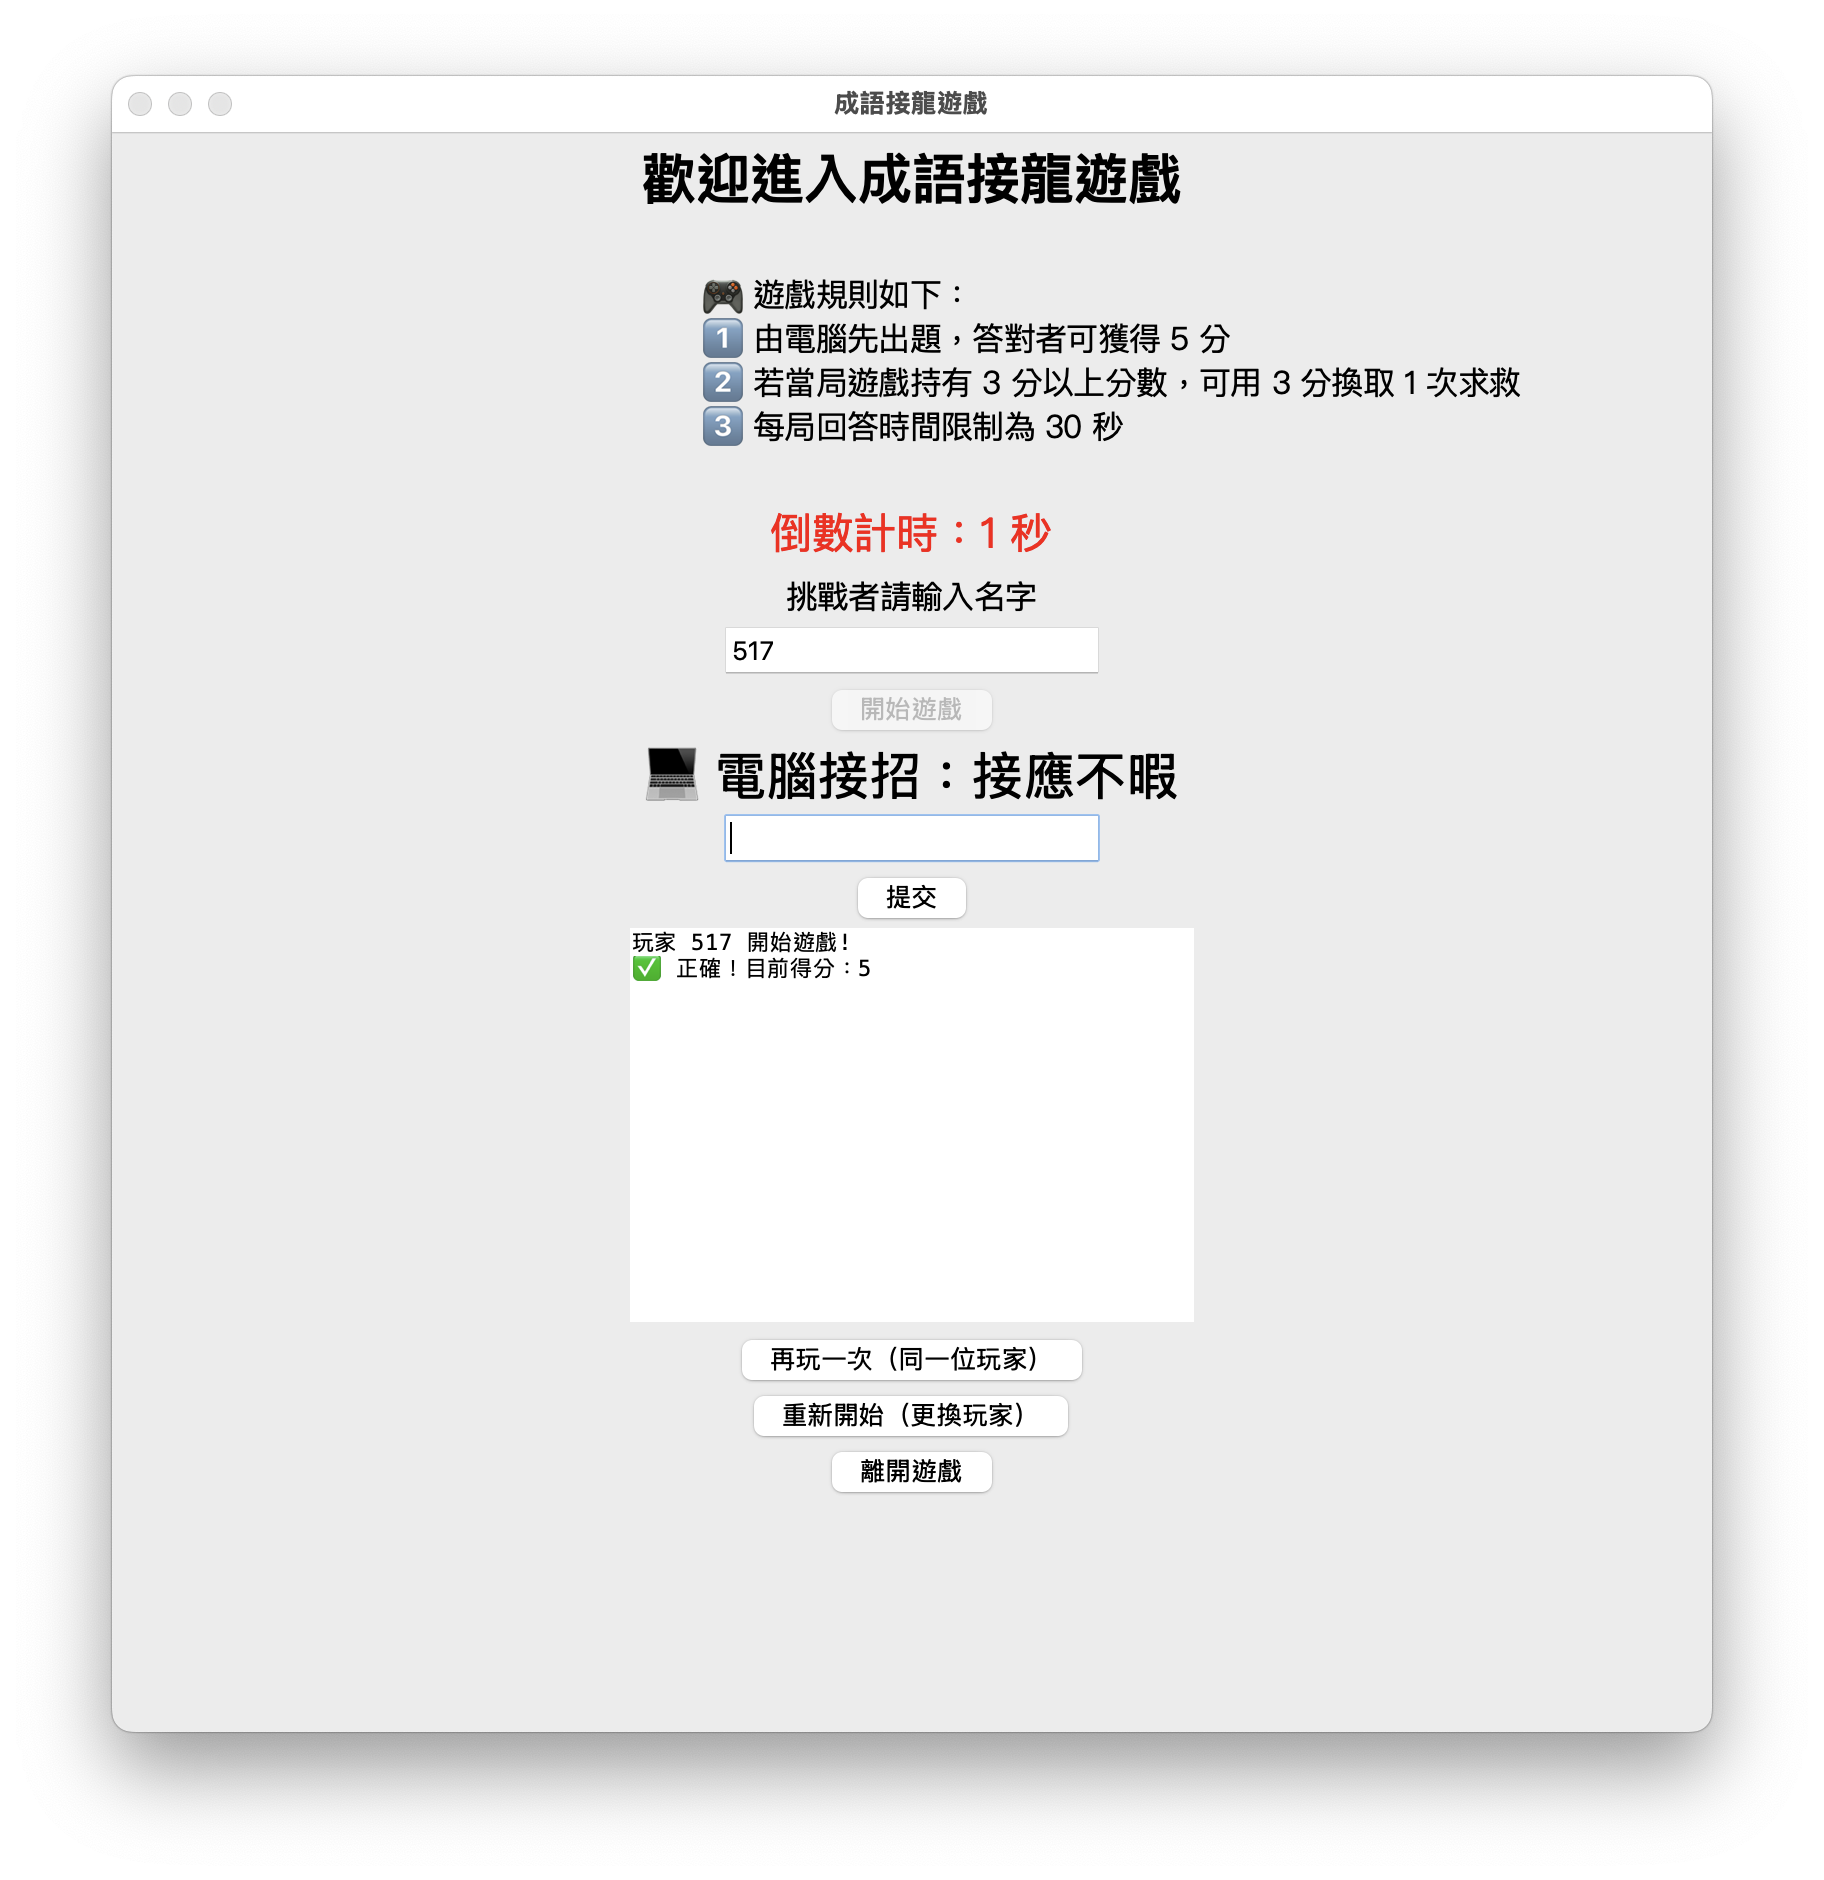 成語接龍遊戲
歡迎進入成語接龍遊戲
🎮 遊戲規則如下：
1️⃣ 由電腦先出題，答對者可獲得 5 分
2️⃣ 若當局遊戲持有 3 分以上分數，可用 3 分換取 1 次求救
3️⃣ 每局回答時間限制為 30 秒
倒數計時：1 秒
挑戰者請輸入名字
517
開始遊戲
💻 電腦接招：接應不暇
提交
玩家 517 開始遊戲！
✅ 正確！目前得分：5
再玩一次（同一位玩家）
重新開始（更換玩家）
離開遊戲